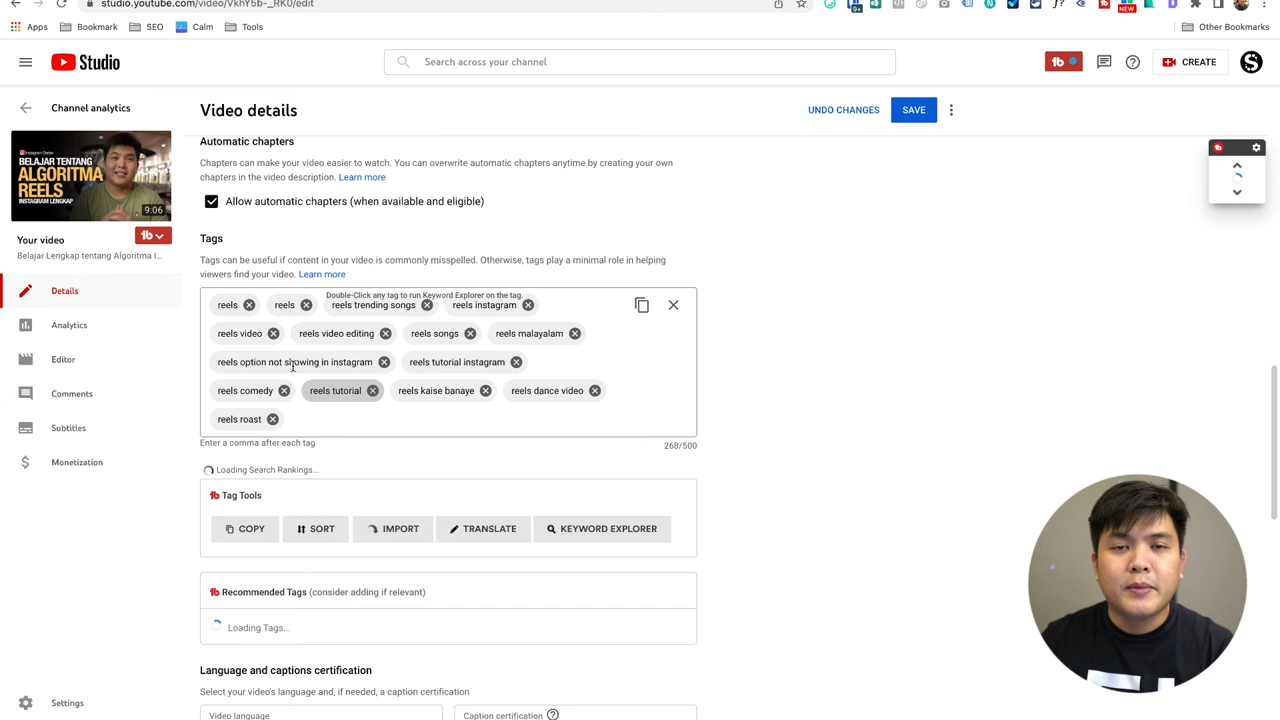 studio.youtube.com/video/VkhY5b-_RK0/edit
9+
ƒ?
NEW
Apps
Bookmark
SEO
Calm
Tools
Other Bookmarks
Studio
Search across your channel
tb
CREATE
Channel analytics
Video details
UNDO CHANGES
SAVE
Instagram Series
BELAJAR TENTANG
ALGORITMA
REELS
INSTAGRAM LENGKAP
9:06
Your video
tb
Belajar Lengkap tentang Algoritma I...
Details
Analytics
Editor
Comments
Subtitles
Monetization
Settings
Automatic chapters
Chapters can make your video easier to watch. You can overwrite automatic chapters anytime by creating your own
chapters in the video description. Learn more
Allow automatic chapters (when available and eligible)
Tags
Tags can be useful if content in your video is commonly misspelled. Otherwise, tags play a minimal role in helping
viewers find your video. Learn more
Double-Click any tag to run Keyword Explorer on the tag.
reels reels reels trending songs reels instagram
reels video reels video editing reels songs reels malayalam
reels option not showing in instagram reels tutorial instagram
reels comedy reels tutorial reels kaise banaye reels dance video
reels roast
Enter a comma after each tag 268/500
Loading Search Rankings...
tb Tag Tools
COPY SORT IMPORT TRANSLATE KEYWORD EXPLORER
tb Recommended Tags (consider adding if relevant)
Loading Tags...
Language and captions certification
Select your video's language and, if needed, a caption certification
Video language Caption certification